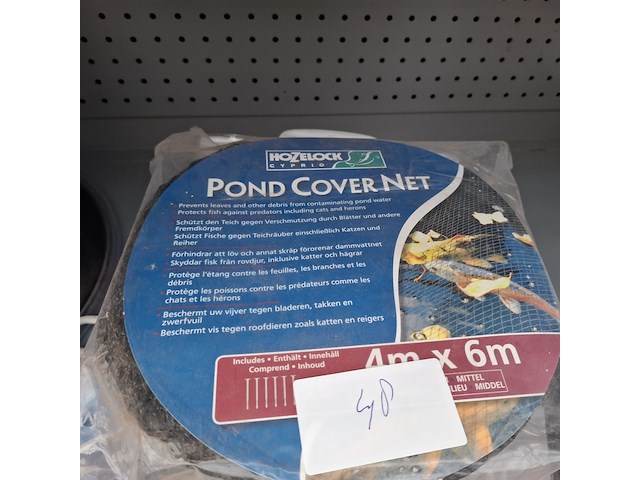 HOZELOCK
CYPRIO
POND COVER NET
Prevents leaves and other debris from contaminating pond water
Protects fish against predators including cats and herons
Schützt den Teich gegen Verschmutzung durch Blätter und andere
Fremdkörper
Schützt Fische gegen Teichräuber einschließlich Katzen und
Reiher
Förhindrar att löv och annat skräp förorenar dammvattnet
Skyddar fisk från rovdjur, inklusive katter och hägrar
Protège l'étang contre les feuilles, les branches et les
débris
Protège les poissons contre les prédateurs comme les
chats et les hérons
Beschermt uw vijver tegen bladeren, takken en
zwerfvuil
Beschermt vis tegen roofdieren zoals katten en reigers
Includes • Enthält • Innehåll
Comprend • Inhoud
4m x 6m
MITTEL
MIDDEL